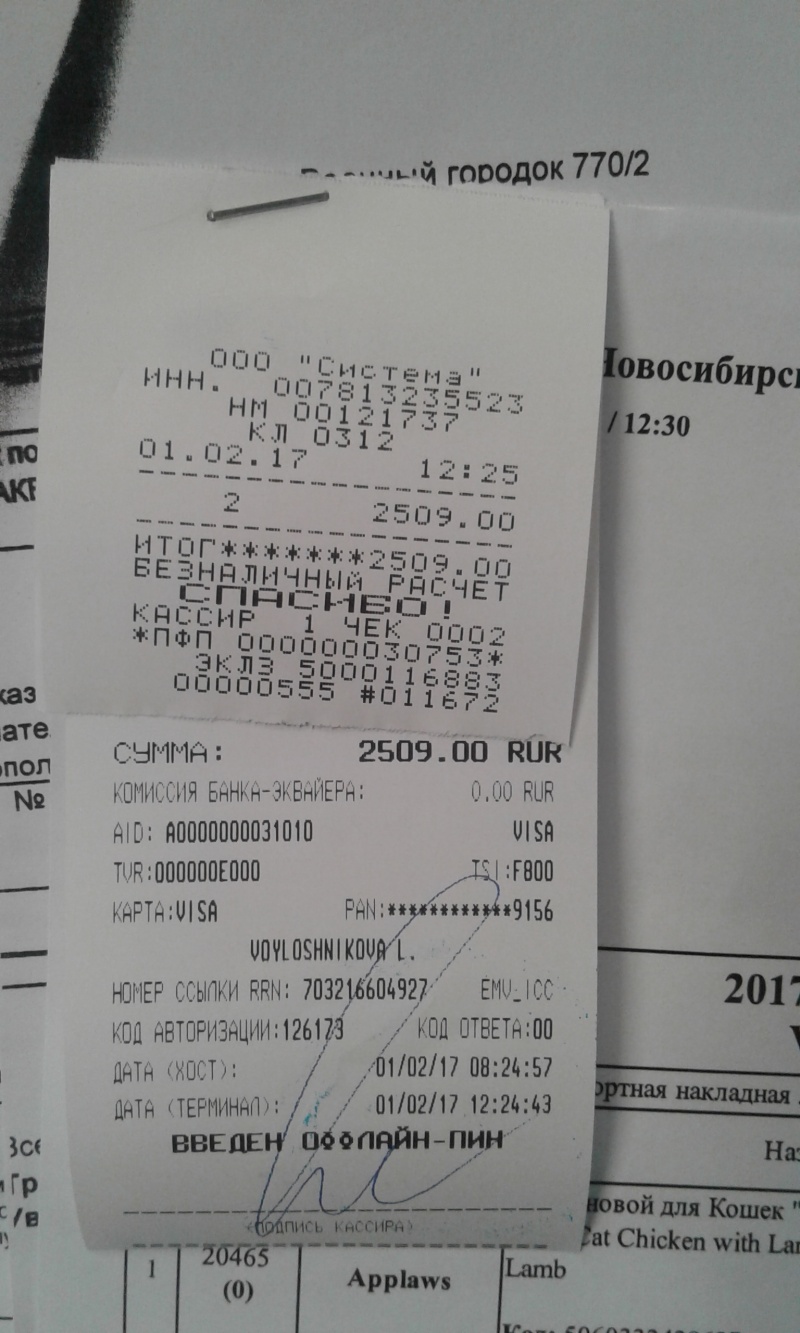 городок 770/2
ООО "Система"
ИНН. 007813235523
НМ 00121737
КЛ 0312
01.02.17 12:25
2 2509.00
ИТОГ*******2509.00
БЕЗНАЛИЧНЫЙ РАСЧЕТ
СПАСИБО!
КАССИР 1 ЧЕК 0002
*ПФП 000000030753*
ЭКЛЗ 5000116883
00000555 #011672
СУММА: 2509.00 RUR
КОМИССИЯ БАНКА-ЭКВАЙЕРА: 0.00 RUR
AID: A0000000031010 VISA
TVR:000000E000 TSI:F800
КАРТА:VISA PAN:************9156
VOYLOSHNIKOVA L.
НОМЕР ССЫЛКИ RRN: 703216604927 EMV_ICC
КОД АВТОРИЗАЦИИ:126173 КОД ОТВЕТА:00
ДАТА (ХОСТ): 01/02/17 08:24:57
ДАТА (ТЕРМИНАЛ): 01/02/17 12:24:43
ВВЕДЕН ОФФЛАЙН-ПИН
(ПОДПИСЬ КАССИРА)
Новосибирс
/ 12:30
2017
ортная накладная
Наз
новой для Кошек "
Cat Chicken with Lam
Lamb
№
1 20465 Applaws
(0)